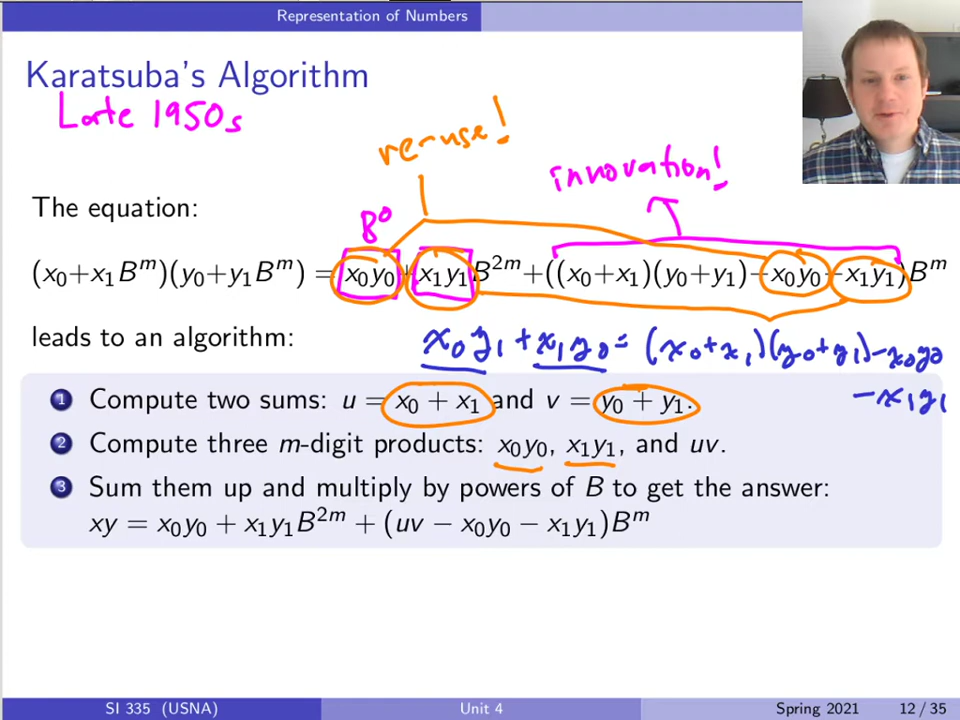 Representation of Numbers
Karatsuba's Algorithm
Late 1950s
re-use!
innovation!
The equation:
B⁰
(x₀+x₁Bᵐ)(y₀+y₁Bᵐ) = x₀y₀ + x₁y₁B²ᵐ+((x₀+x₁)(y₀+y₁)−x₀y₀−x₁y₁)Bᵐ
leads to an algorithm:
x₀y₁ + x₁y₀ = (x₀+x₁)(y₀+y₁)−x₀y₀
−x₁y₁
1 Compute two sums: u = x₀ + x₁ and v = y₀ + y₁.
2 Compute three m-digit products: x₀y₀, x₁y₁, and uv.
3 Sum them up and multiply by powers of B to get the answer:
xy = x₀y₀ + x₁y₁B²ᵐ + (uv − x₀y₀ − x₁y₁)Bᵐ
SI 335 (USNA) Unit 4 Spring 2021 12 / 35